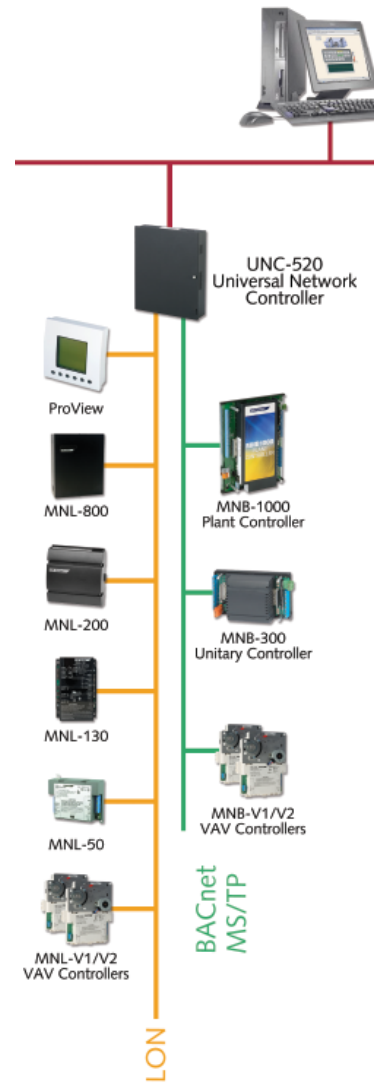 UNC-520
Universal Network
Controller
ProView
MNL-800
MNL-200
MNL-130
MNL-50
MNL-V1/V2
VAV Controllers
MNB-1000
Plant Controller
MNB-300
Unitary Controller
MNB-V1/V2
VAV Controllers
BACnet
MS/TP
LON